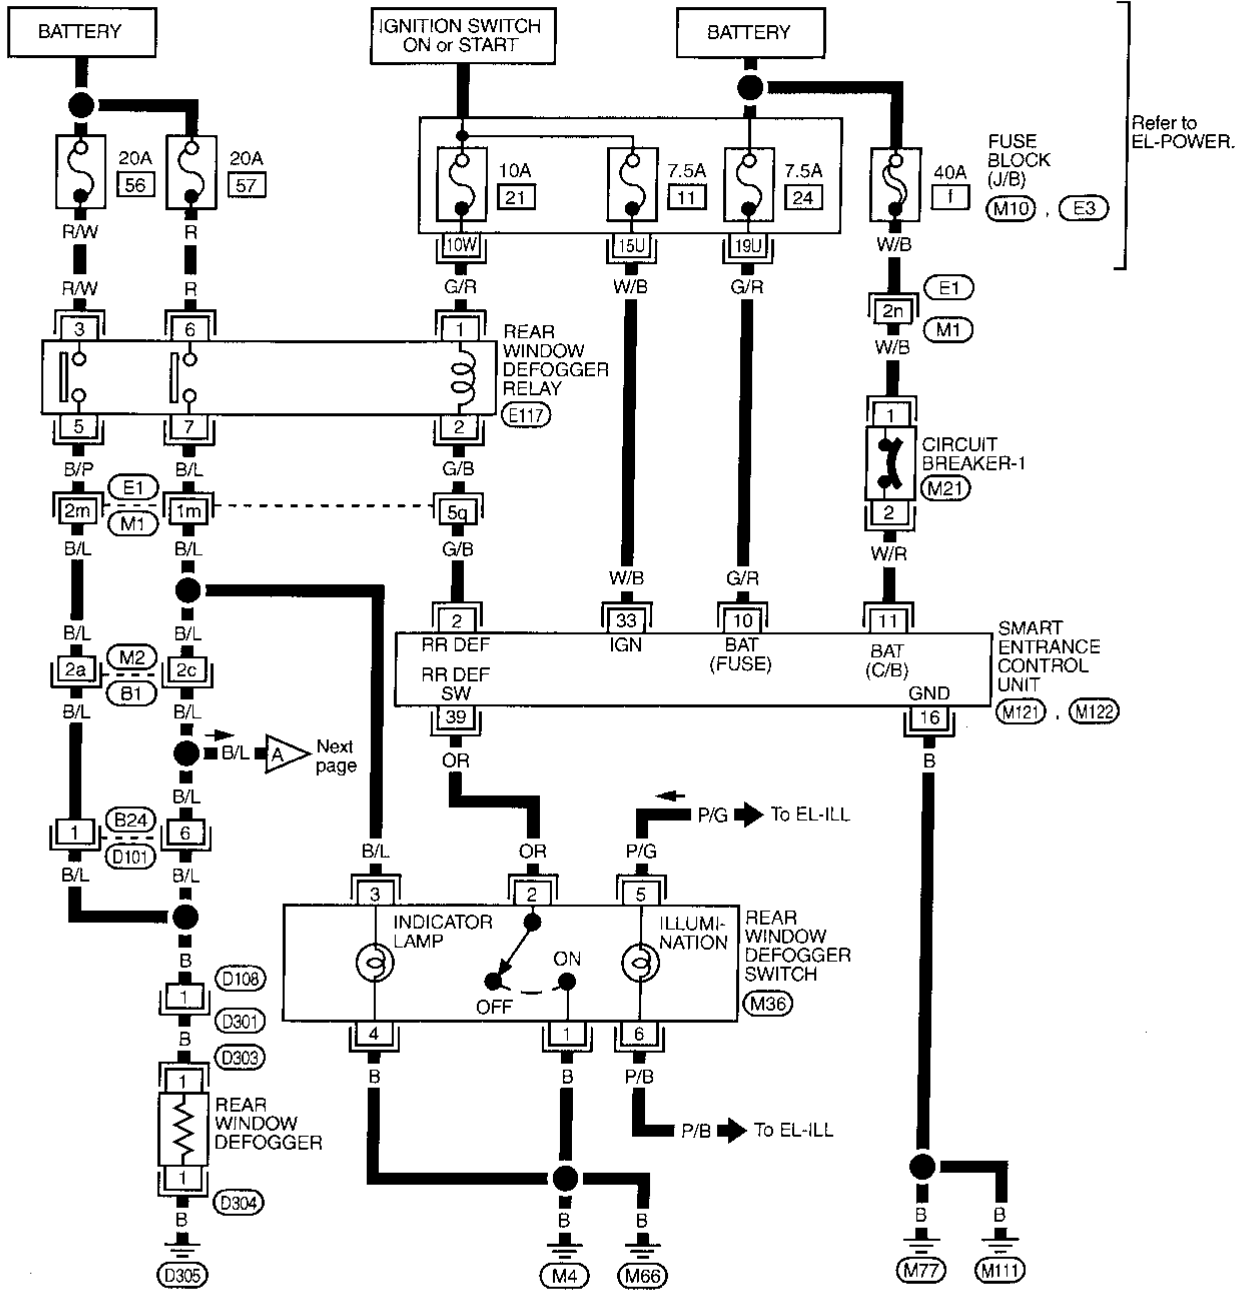 BATTERY
IGNITION SWITCH
ON or START
BATTERY
Refer to
EL-POWER.
20A
56
20A
57
10A
21
7.5A
11
7.5A
24
40A
f
FUSE
BLOCK
(J/B)
M10 , E3
R/W
R
10W
15U
19U
W/B
R/W
R
G/R
W/B
G/R
2n
E1
M1
W/B
3
6
1
REAR
WINDOW
DEFOGGER
RELAY
E117
5
7
2
1
CIRCUIT
BREAKER-1
M21
2
B/P
B/L
G/B
2m
E1
M1
1m
5q
B/L
B/L
G/B
W/R
W/B
G/R
2
33
10
11
B/L
B/L
RR DEF
IGN
BAT
(FUSE)
BAT
(C/B)
RR DEF
SW
GND
SMART
ENTRANCE
CONTROL
UNIT
M121 , M122
2a
M2
B1
2c
B/L
B/L
39
16
B/L
A
Next
page
OR
B
B/L
P/G
To EL-ILL
1
B24
D101
6
B/L
B/L
B/L
OR
P/G
3
2
5
INDICATOR
LAMP
ILLUMI-
NATION
ON
OFF
REAR
WINDOW
DEFOGGER
SWITCH
M36
B
D108
1
D301
B
D303
1
4
1
6
B
B
P/B
REAR
WINDOW
DEFOGGER
P/B
To EL-ILL
1
D304
B
B
B
B
B
D305
M4
M66
M77
M111